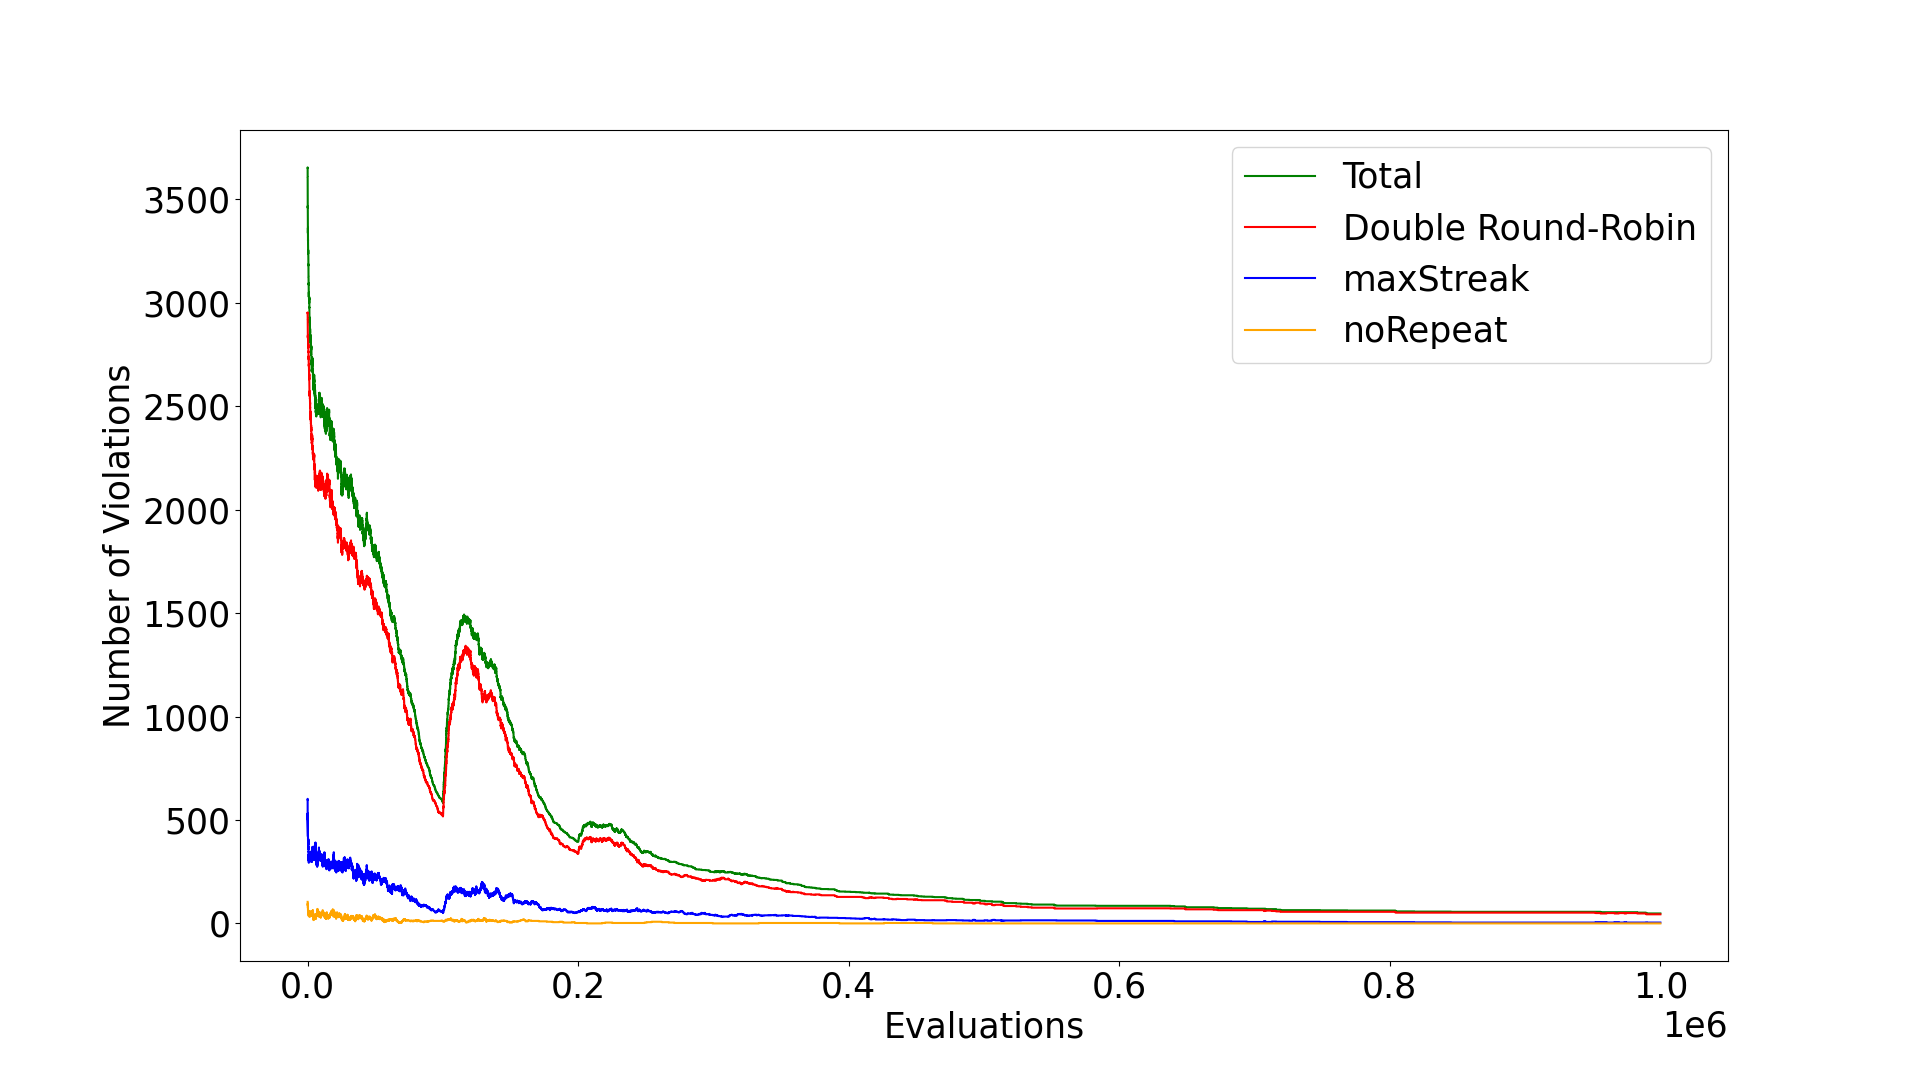 Number of Violations
3500
3000
2500
2000
1500
1000
500
0
Total
Double Round-Robin
maxStreak
noRepeat
0.0 0.2 0.4 0.6 0.8 1.0
Evaluations
1e6